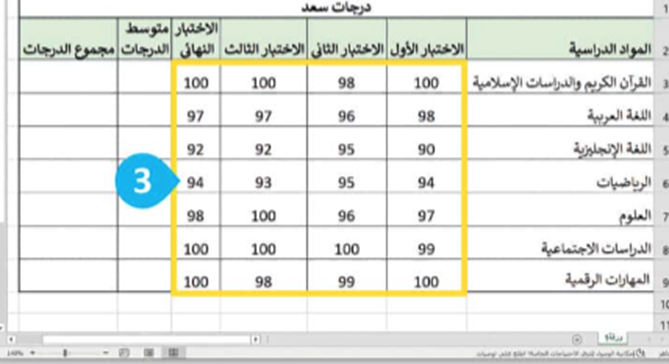 درجات سعد
1
2 المواد الدراسية الاختبار الأول الاختبار الثاني الاختبار الثالث الاختبار النهائي متوسط الدرجات مجموع الدرجات
3 القرآن الكريم والدراسات الإسلامية 100 98 100 100
4 اللغة العربية 98 96 97 97
5 اللغة الإنجليزية 90 95 92 92
6 الرياضيات 94 95 93 94
3
7 العلوم 97 96 100 98
8 الدراسات الاجتماعية 99 100 100 100
9 المهارات الرقمية 100 99 98 100
10
11
ورقة1